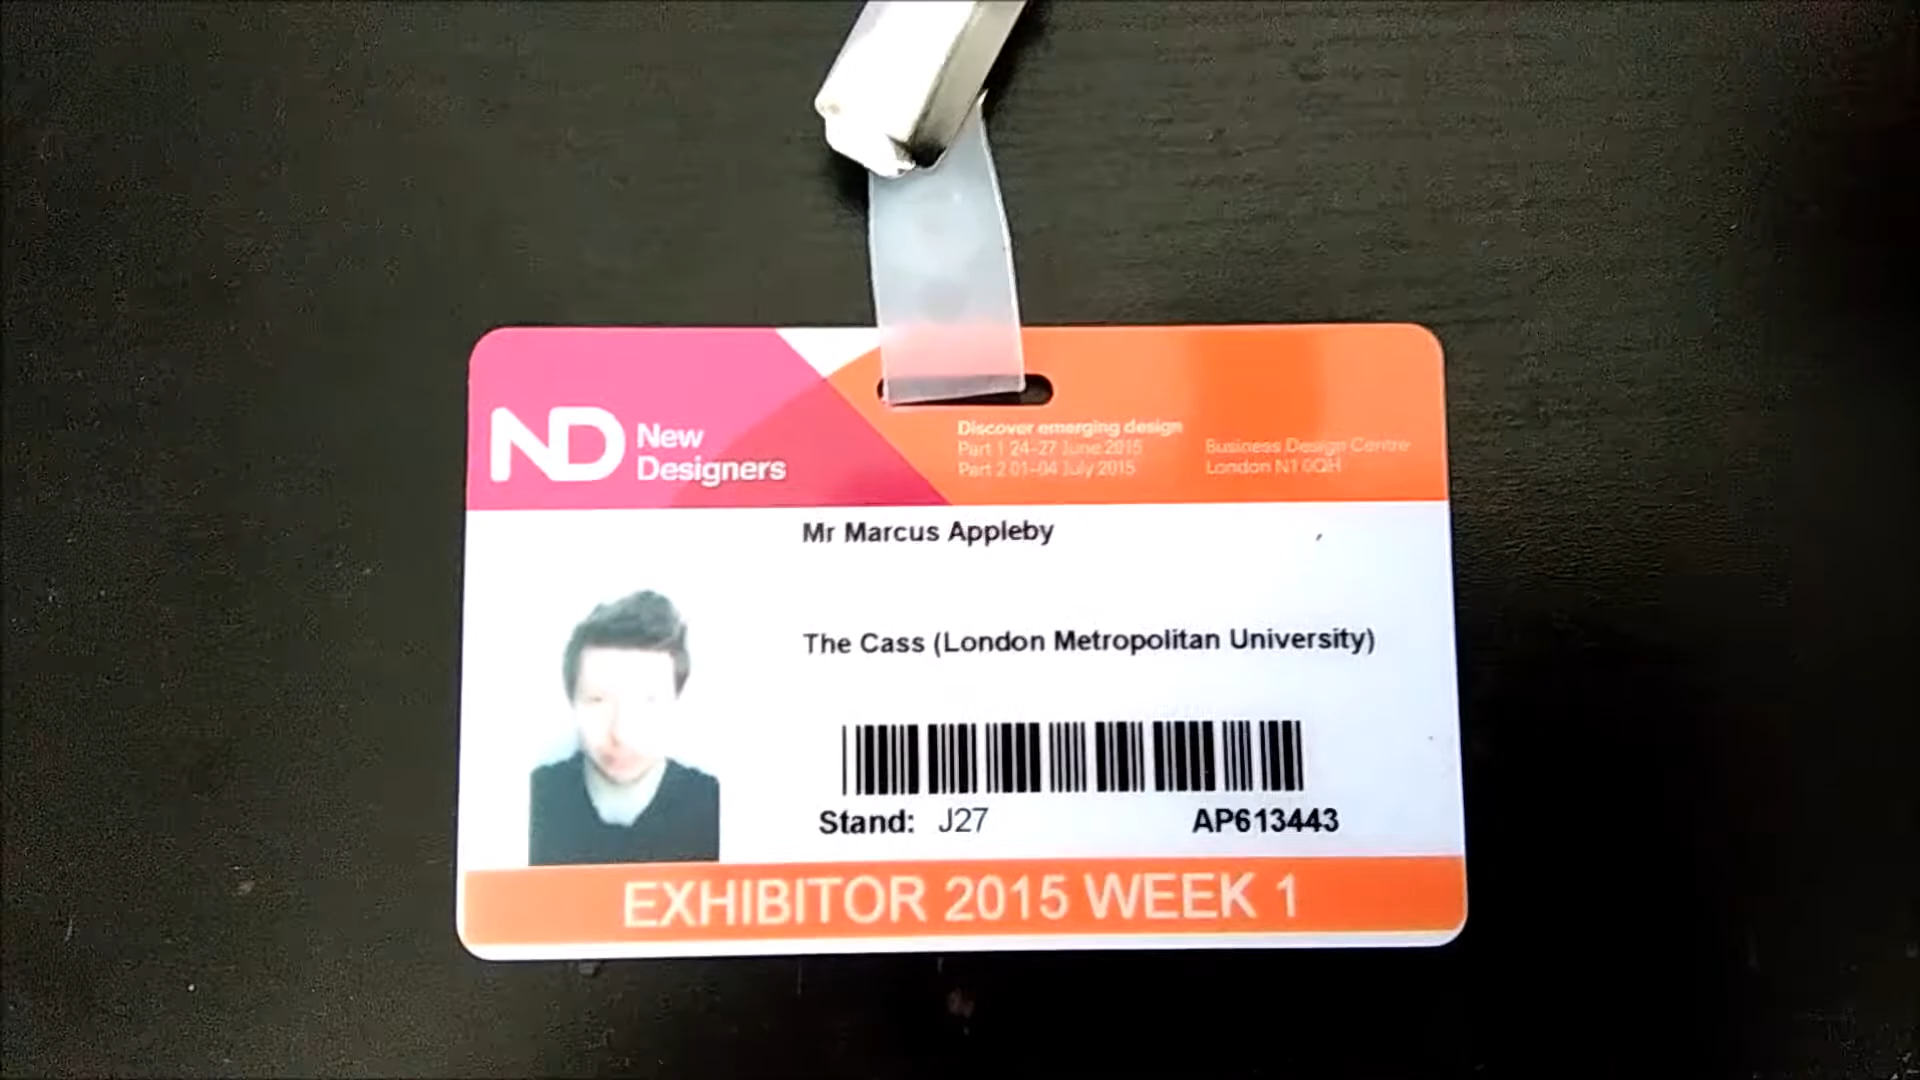 ND New Designers
Discover emerging design
Part 1 24-27 June 2015
Part 2 01-04 July 2015
Business Design Centre
London N1 0QH
Mr Marcus Appleby
The Cass (London Metropolitan University)
Stand: J27
AP613443
EXHIBITOR 2015 WEEK 1